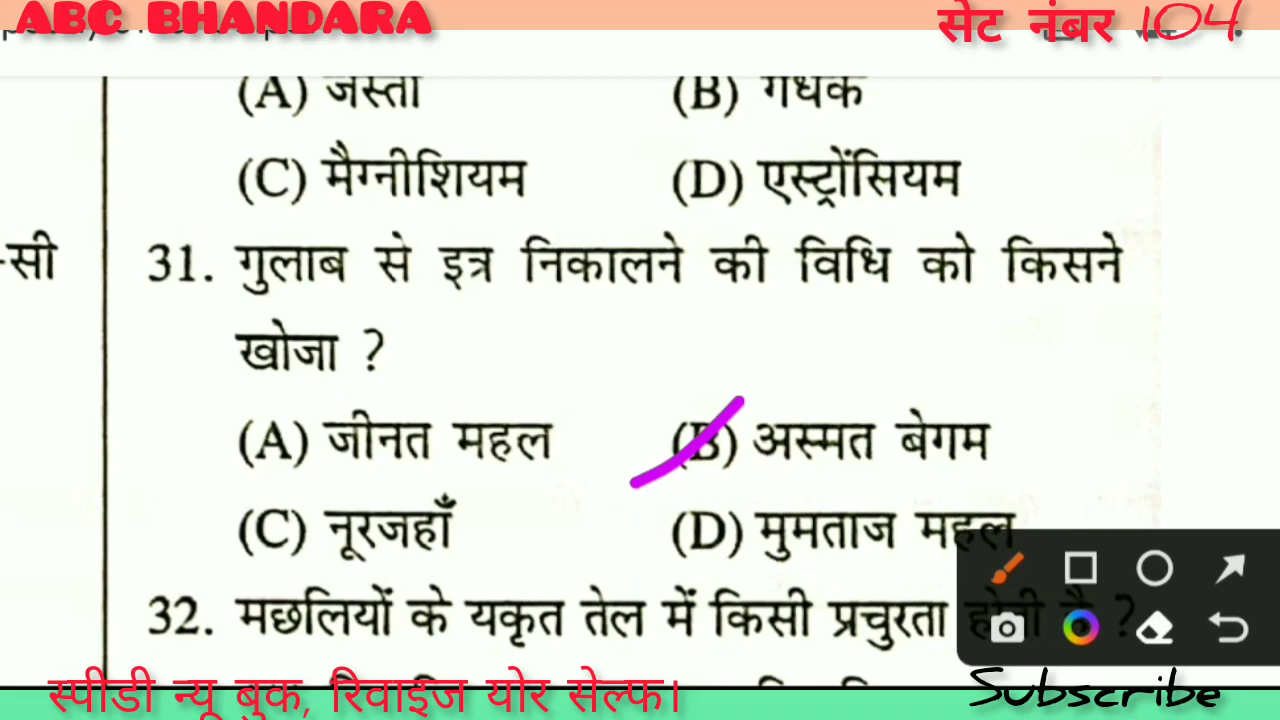 ABC BHANDARA
सेट नंबर 104
(A) जस्ता (B) गंधक
(C) मैग्नीशियम (D) एस्ट्रोंसियम
-सी
31. गुलाब से इत्र निकालने की विधि को किसने
खोजा ?
(A) जीनत महल (B) अस्मत बेगम
(C) नूरजहाँ (D) मुमताज महल
32. मछलियों के यकृत तेल में किसी प्रचुरता होती है ?
स्पीडी न्यू बुक, रिवाईज योर सेल्फ।
Subscribe